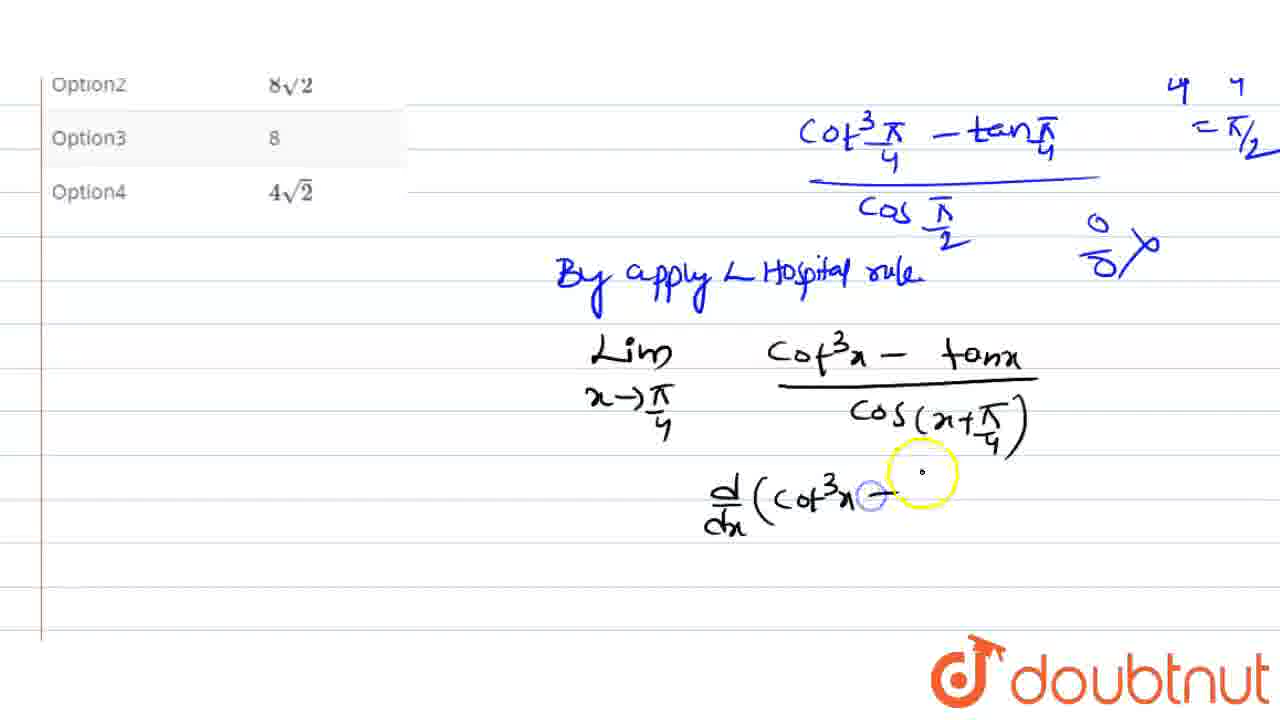 Option2 8√2
Option3 8
Option4 4√2
4 4
= π/2
cot³ π/4 − tan π/4
cos π/2
0/0
By apply L Hospital rule.
Lim x→π/4 cot³x − tanx
cos(x+π/4)
d/dx (cot³x −
doubtnut